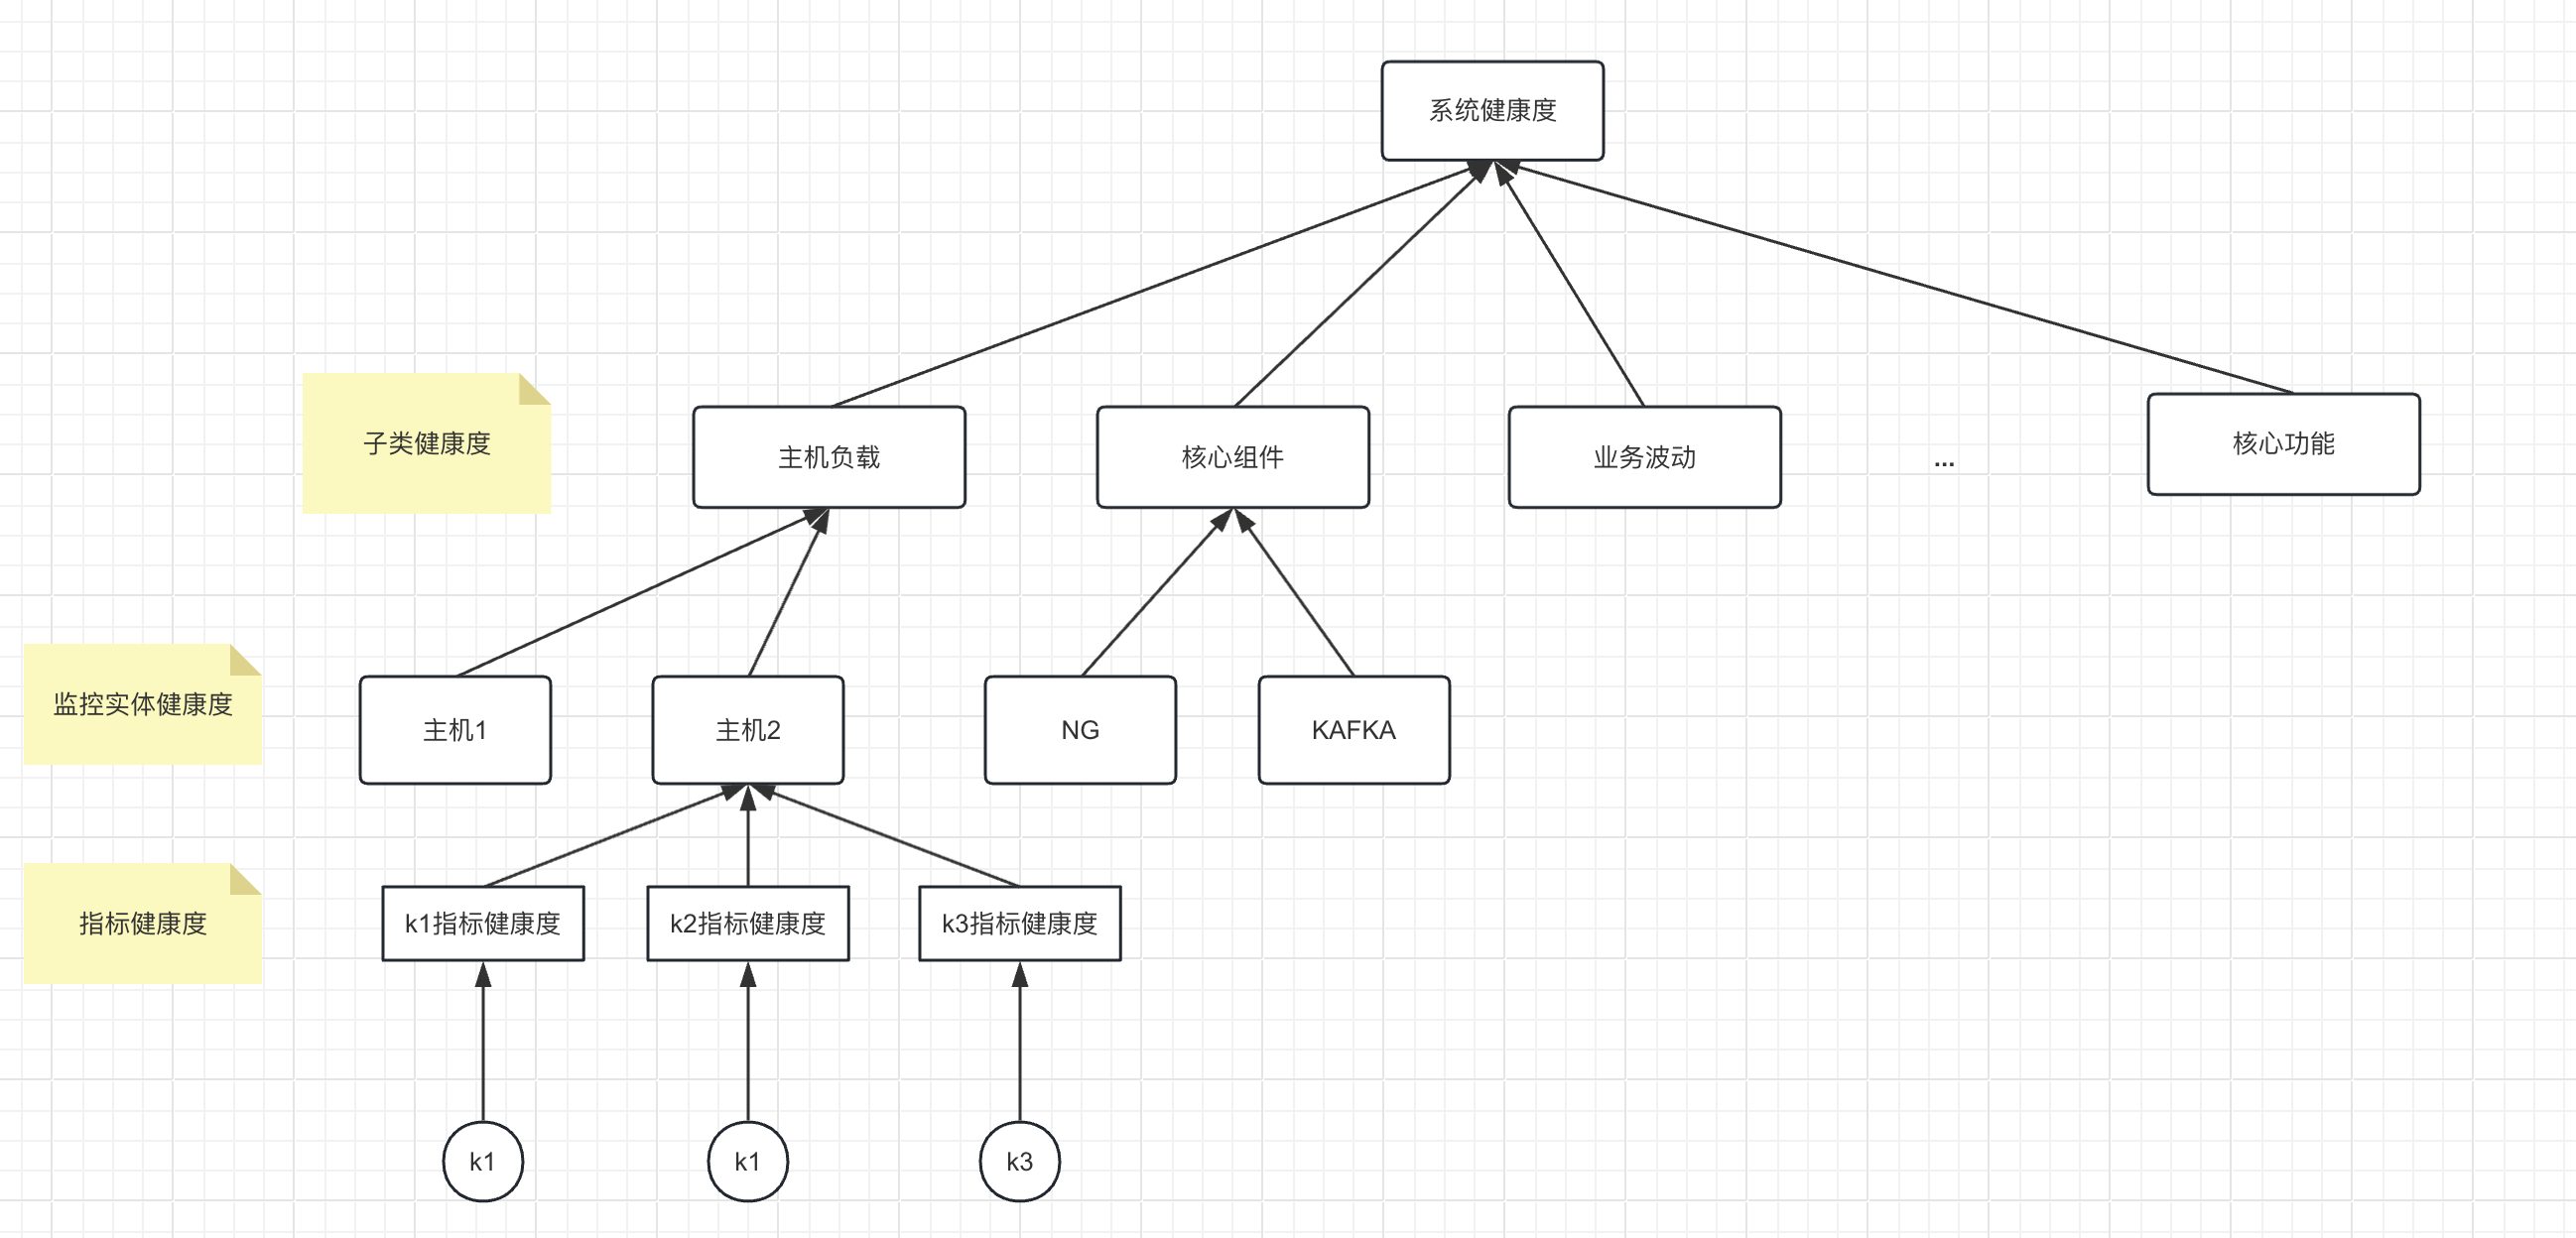 系统健康度
子类健康度
主机负载
核心组件
业务波动
...
核心功能
监控实体健康度
主机1
主机2
NG
KAFKA
指标健康度
k1指标健康度
k2指标健康度
k3指标健康度
k1
k1
k3